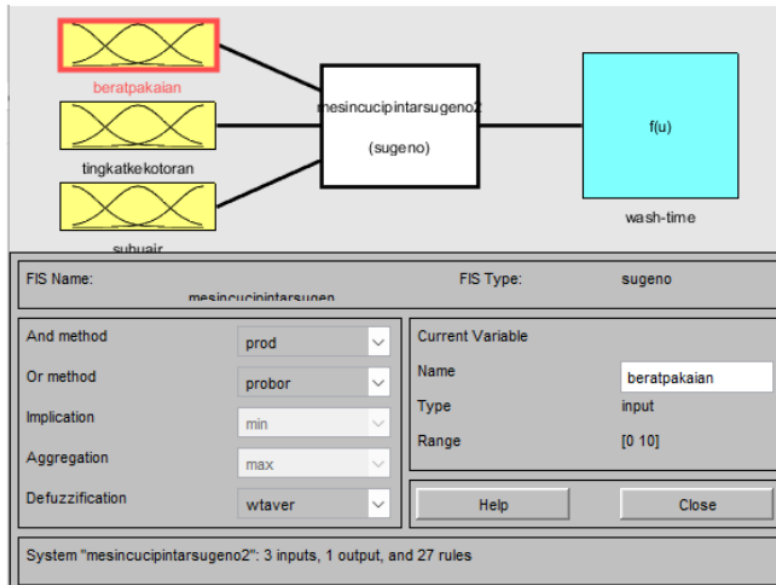 beratpakaian
mesincucipintarsugeno2
(sugeno)
f(u)
tingkatkekotoran
wash-time
suhuair
FIS Name:
mesincucipintarsugen
FIS Type:
sugeno
And method
prod
Or method
probor
Implication
min
Aggregation
max
Defuzzification
wtaver
Current Variable
Name
beratpakaian
Type
input
Range
[0 10]
Help
Close
System "mesincucipintarsugeno2": 3 inputs, 1 output, and 27 rules